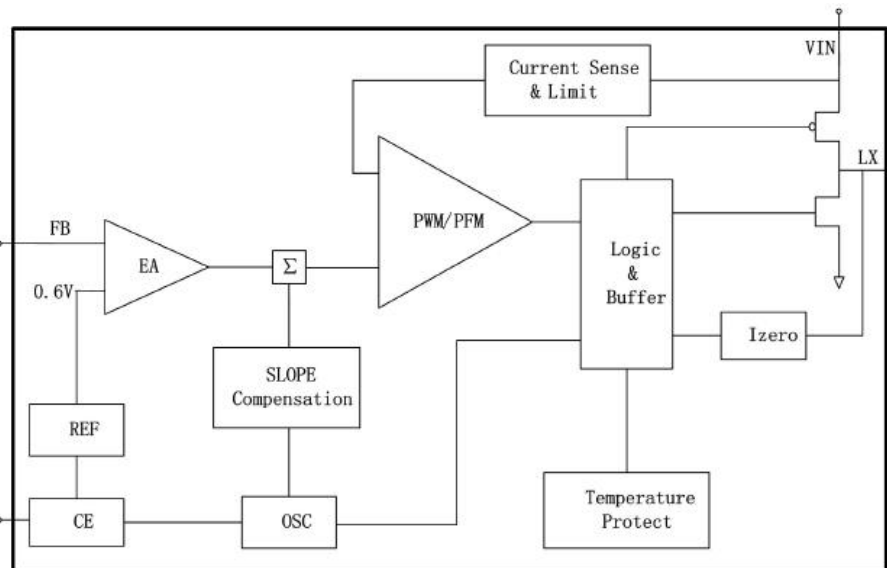 VIN
Current Sense
& Limit
LX
PWM/PFM
FB
EA
Σ
Logic
&
Buffer
0.6V
Izero
SLOPE
Compensation
REF
Temperature
Protect
CE
OSC